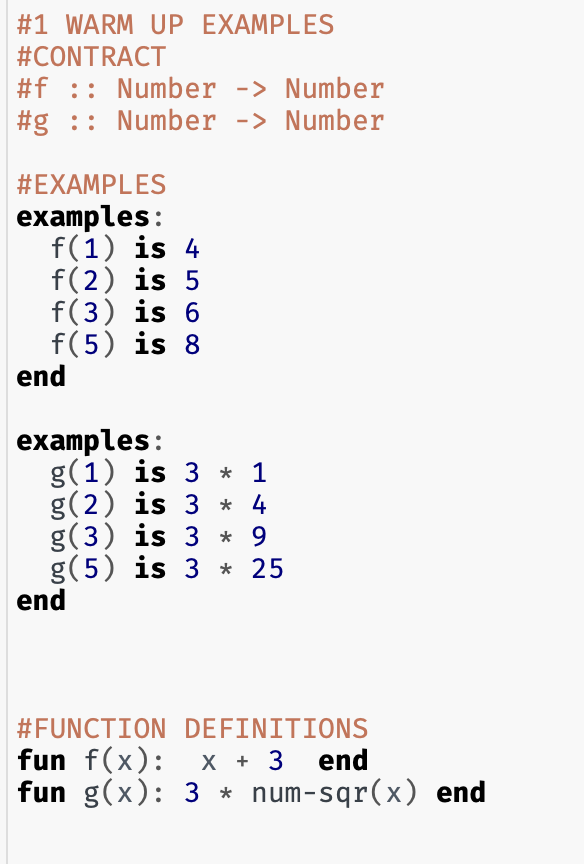 #1 WARM UP EXAMPLES
#CONTRACT
#f :: Number -> Number
#g :: Number -> Number
#EXAMPLES
examples:
f(1) is 4
f(2) is 5
f(3) is 6
f(5) is 8
end
examples:
g(1) is 3 * 1
g(2) is 3 * 4
g(3) is 3 * 9
g(5) is 3 * 25
end
#FUNCTION DEFINITIONS
fun f(x): x + 3 end
fun g(x): 3 * num-sqr(x) end